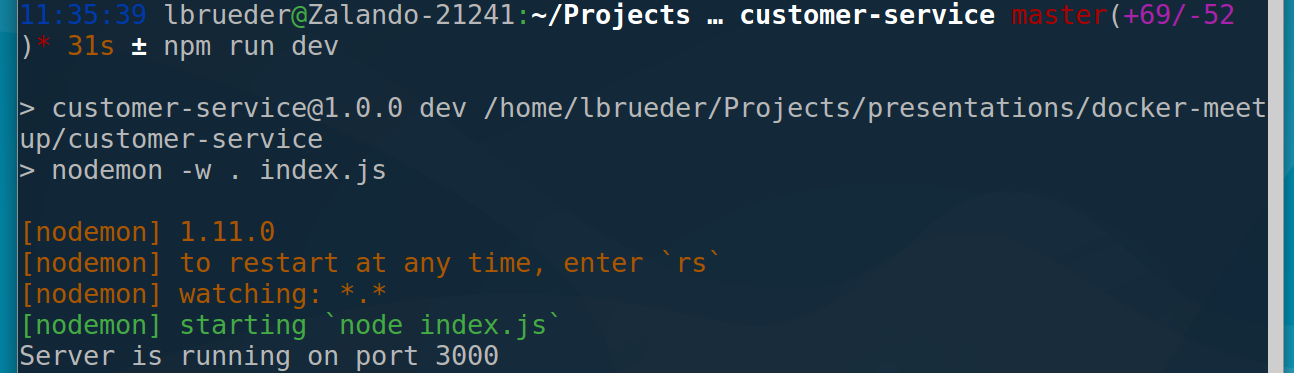 11:35:39 lbrueder@Zalando-21241:~/Projects … customer-service master(+69/-52
)* 31s ± npm run dev
> customer-service@1.0.0 dev /home/lbrueder/Projects/presentations/docker-meet
up/customer-service
> nodemon -w . index.js
[nodemon] 1.11.0
[nodemon] to restart at any time, enter `rs`
[nodemon] watching: *.*
[nodemon] starting `node index.js`
Server is running on port 3000